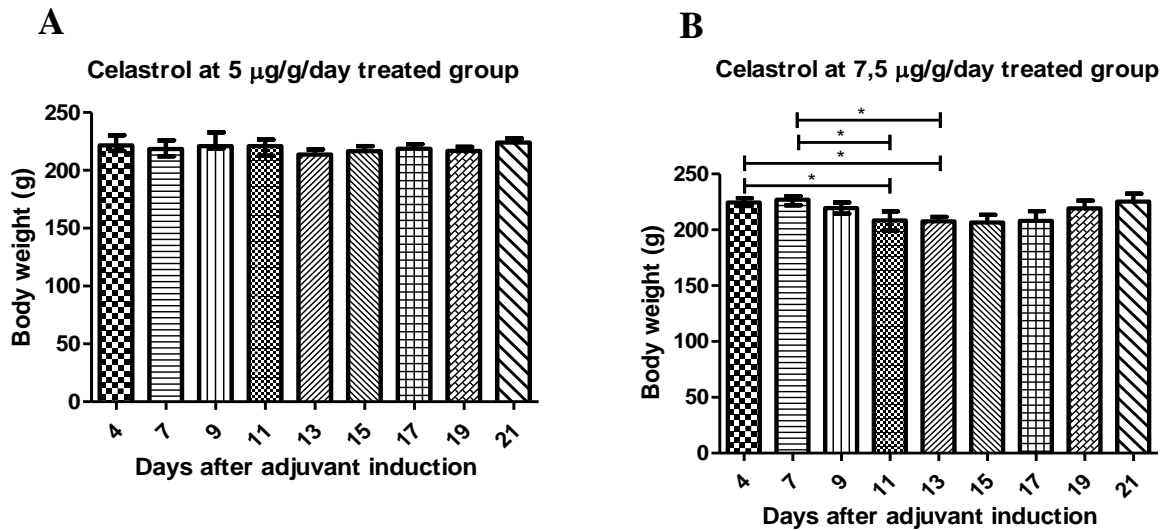 A
Celastrol at 5 μg/g/day treated group
Body weight (g)
250
200
150
100
50
0
4 7 9 11 13 15 17 19 21
Days after adjuvant induction
B
Celastrol at 7,5 μg/g/day treated group
*
*
*
*
Body weight (g)
250
200
150
100
50
0
4 7 9 11 13 15 17 19 21
Days after adjuvant induction